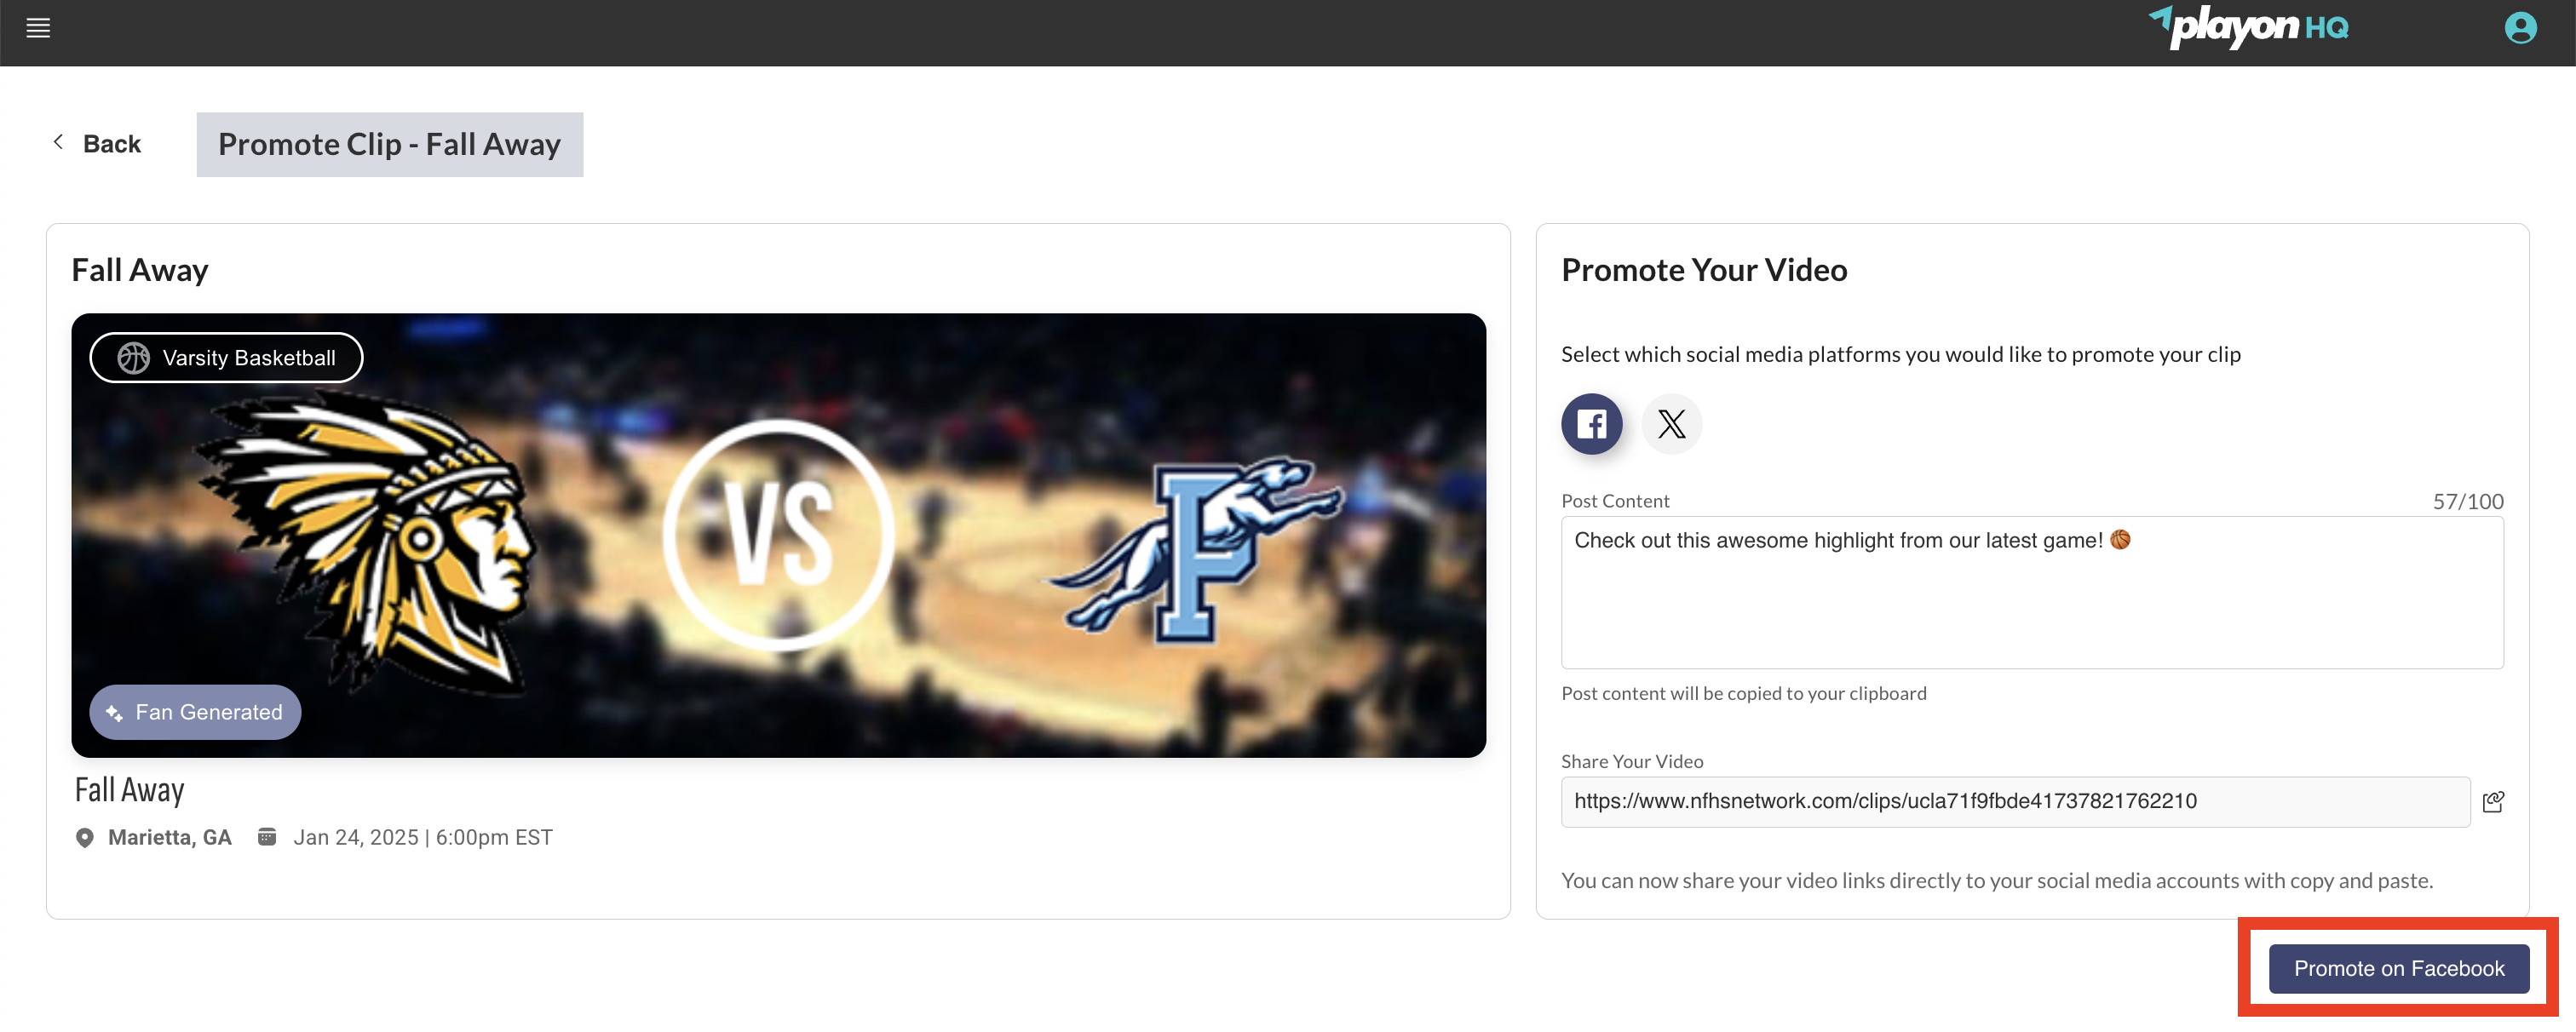 playon HQ
Back
Promote Clip - Fall Away
Fall Away
Varsity Basketball
VS
P
Fan Generated
Fall Away
Marietta, GA
Jan 24, 2025 | 6:00pm EST
Promote Your Video
Select which social media platforms you would like to promote your clip
Post Content
57/100
Check out this awesome highlight from our latest game! 🏀
Post content will be copied to your clipboard
Share Your Video
https://www.nfhsnetwork.com/clips/ucla71f9fbde41737821762210
You can now share your video links directly to your social media accounts with copy and paste.
Promote on Facebook